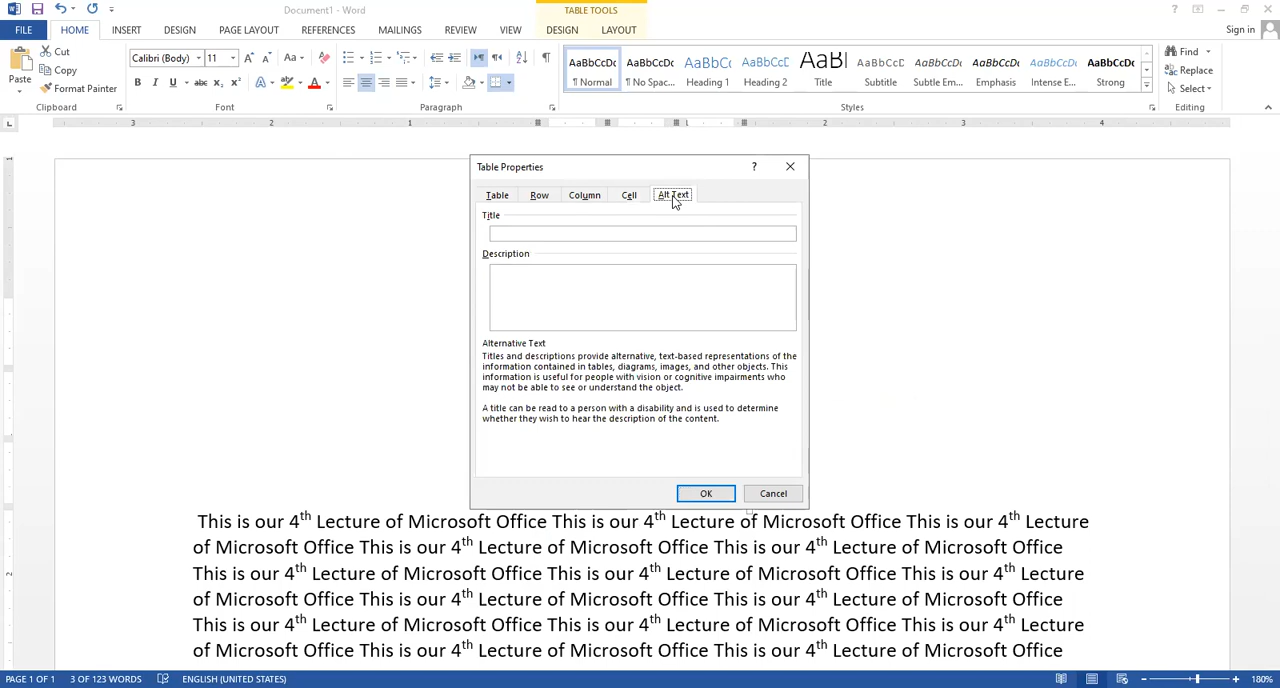 Document1 - Word
TABLE TOOLS
FILE HOME INSERT DESIGN PAGE LAYOUT REFERENCES MAILINGS REVIEW VIEW DESIGN LAYOUT
Sign in
Paste
Cut
Copy
Format Painter
Calibri (Body) 11
AaBbCcDc AaBbCcDc AaBbC( AaBbCcD AaBl AaBbCcD AaBbCcDc AaBbCcDc AaBbCcDc AaBbCcDc
¶ Normal ¶ No Spac... Heading 1 Heading 2 Title Subtitle Subtle Em... Emphasis Intense E... Strong
Find
Replace
Select
Clipboard Font Paragraph Styles Editing
3 2 1 1 2 3 4
Table Properties
Table Row Column Cell Alt Text
Title
Description
Alternative Text
Titles and descriptions provide alternative, text-based representations of the
information contained in tables, diagrams, images, and other objects. This
information is useful for people with vision or cognitive impairments who
may not be able to see or understand the object.
A title can be read to a person with a disability and is used to determine
whether they wish to hear the description of the content.
OK Cancel
This is our 4th Lecture of Microsoft Office This is our 4th Lecture of Microsoft Office This is our 4th Lecture
of Microsoft Office This is our 4th Lecture of Microsoft Office This is our 4th Lecture of Microsoft Office
This is our 4th Lecture of Microsoft Office This is our 4th Lecture of Microsoft Office This is our 4th Lecture
of Microsoft Office This is our 4th Lecture of Microsoft Office This is our 4th Lecture of Microsoft Office
This is our 4th Lecture of Microsoft Office This is our 4th Lecture of Microsoft Office This is our 4th Lecture
of Microsoft Office This is our 4th Lecture of Microsoft Office This is our 4th Lecture of Microsoft Office
PAGE 1 OF 1 3 OF 123 WORDS ENGLISH (UNITED STATES) 180%